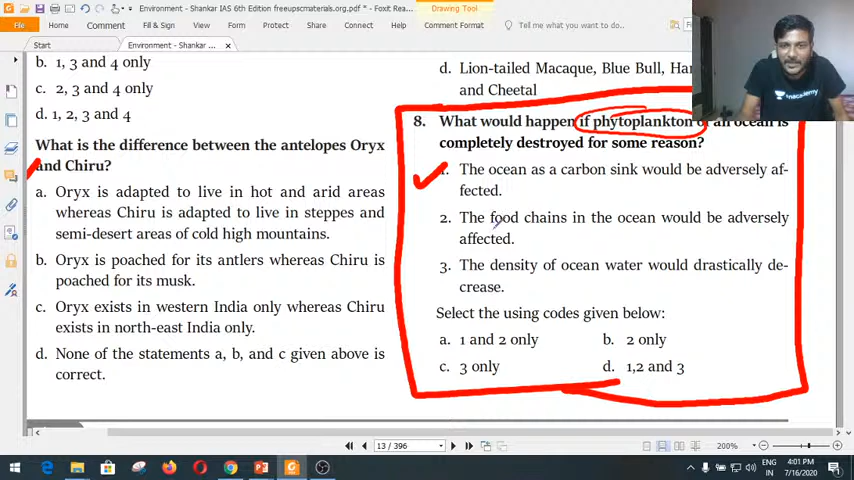 Environment - Shankar IAS 6th Edition freeupscmaterials.org.pdf * - Foxit Rea...
Drawing Tool
Comment
View
Form
Protect
Share
Connect
Help
Fill & Sign
Arrange
Tell me what you want to do...
Start
Environment - Shankar ...
b. 1, 3 and 4 only
c. 2, 3 and 4 only
d. 1, 2, 3 and 4
What is the difference between the antelopes Oryx
and Chiru?
a. Oryx is adapted to live in hot and arid areas
whereas Chiru is adapted to live in steppes and
semi-desert areas of cold high mountains.
b. Oryx is poached for its antlers whereas Chiru is
poached for its musk.
c. Oryx exists in western India only whereas Chiru
exists in north-east India only.
d. None of the statements a, b, and c given above is
correct.
d. Lion-tailed Macaque, Blue Bull,
and Cheetal
8. What would happen if phytoplankton of an ocean is
completely destroyed for some reason?
1. The ocean as a carbon sink would be adversely af-
fected.
2. The food chains in the ocean would be adversely
affected.
3. The density of ocean water would drastically de-
crease.
Select the using codes given below:
a. 1 and 2 only
b. 2 only
c. 3 only
d. 1,2 and 3
unacademy
13 / 396
200%
ENG
IN
4:01 PM
7/16/2020